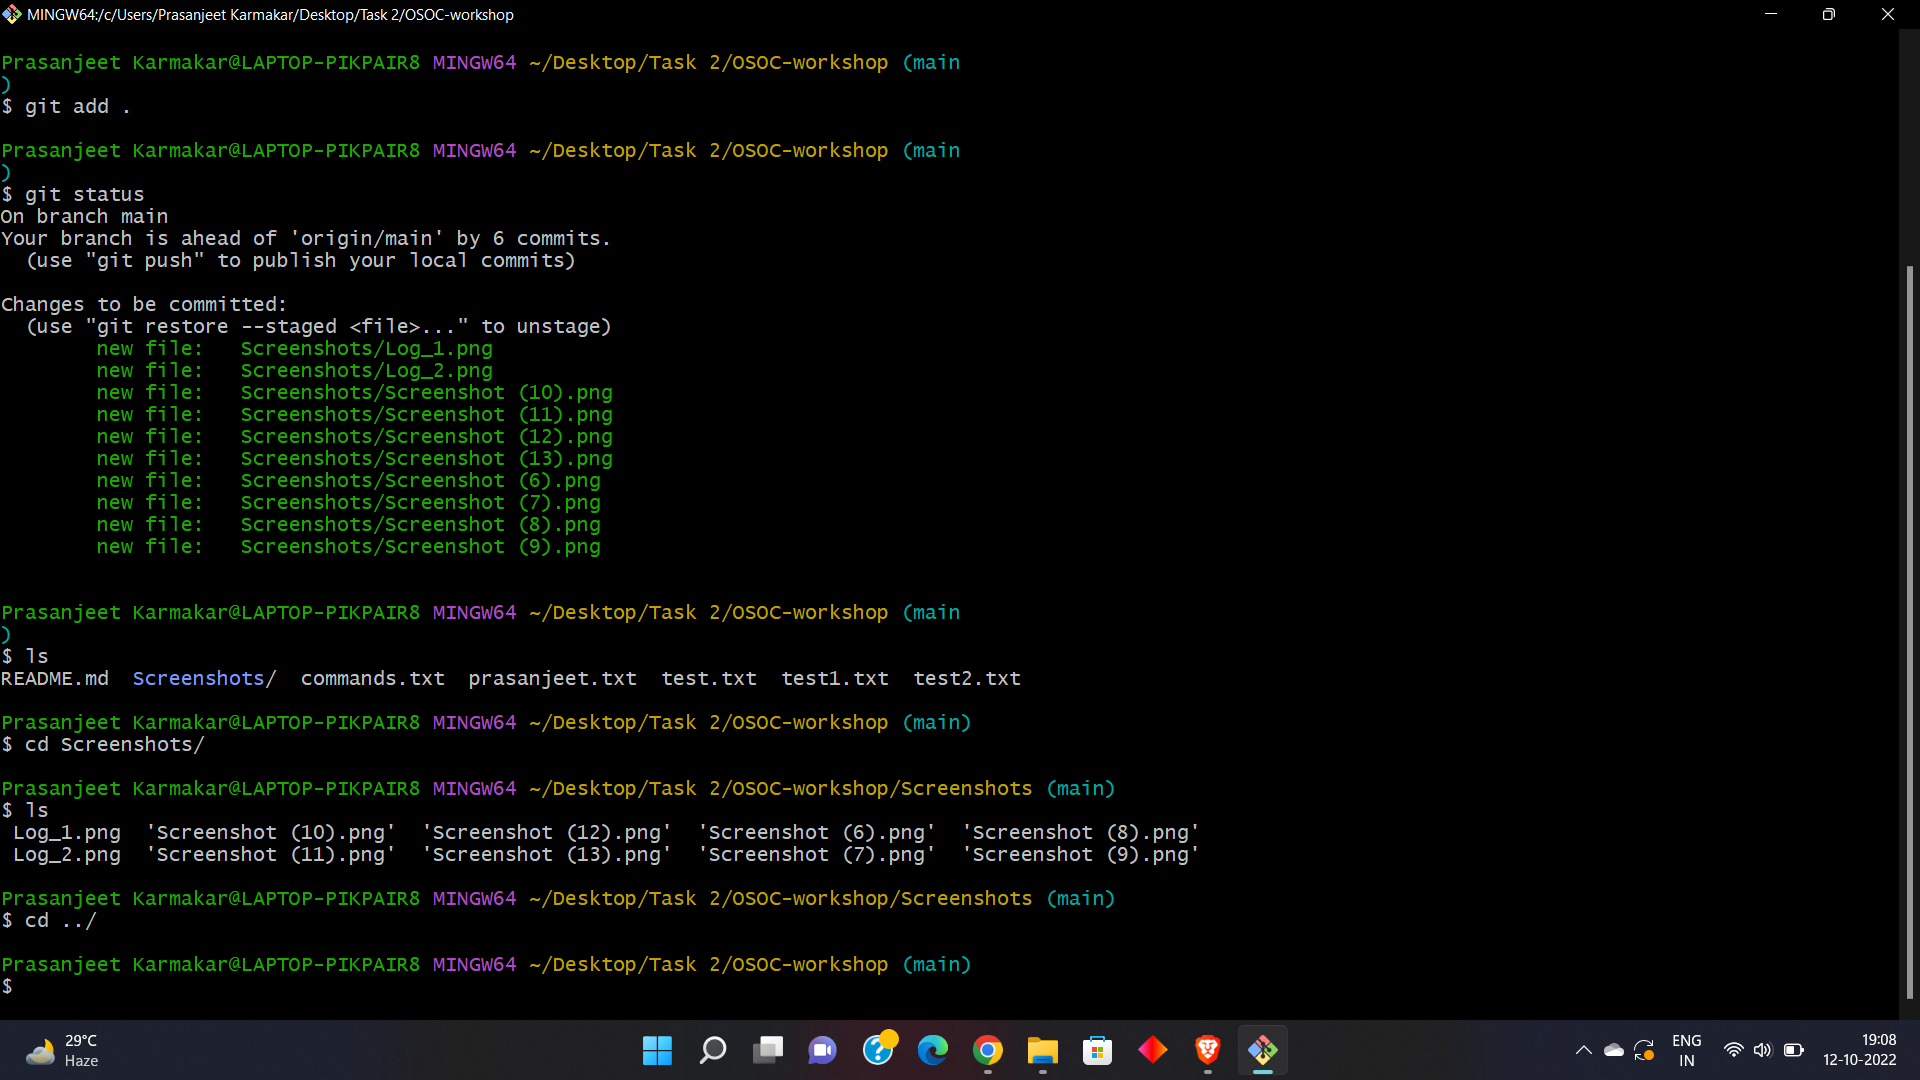 MINGW64:/c/Users/Prasanjeet Karmakar/Desktop/Task 2/OSOC-workshop
Prasanjeet Karmakar@LAPTOP-PIKPAIR8 MINGW64 ~/Desktop/Task 2/OSOC-workshop (main
)
$ git add .
Prasanjeet Karmakar@LAPTOP-PIKPAIR8 MINGW64 ~/Desktop/Task 2/OSOC-workshop (main
)
$ git status
On branch main
Your branch is ahead of 'origin/main' by 6 commits.
  (use "git push" to publish your local commits)
Changes to be committed:
  (use "git restore --staged <file>..." to unstage)
        new file:   Screenshots/Log_1.png
        new file:   Screenshots/Log_2.png
        new file:   Screenshots/Screenshot (10).png
        new file:   Screenshots/Screenshot (11).png
        new file:   Screenshots/Screenshot (12).png
        new file:   Screenshots/Screenshot (13).png
        new file:   Screenshots/Screenshot (6).png
        new file:   Screenshots/Screenshot (7).png
        new file:   Screenshots/Screenshot (8).png
        new file:   Screenshots/Screenshot (9).png
Prasanjeet Karmakar@LAPTOP-PIKPAIR8 MINGW64 ~/Desktop/Task 2/OSOC-workshop (main
)
$ ls
README.md  Screenshots/  commands.txt  prasanjeet.txt  test.txt  test1.txt  test2.txt
Prasanjeet Karmakar@LAPTOP-PIKPAIR8 MINGW64 ~/Desktop/Task 2/OSOC-workshop (main)
$ cd Screenshots/
Prasanjeet Karmakar@LAPTOP-PIKPAIR8 MINGW64 ~/Desktop/Task 2/OSOC-workshop/Screenshots (main)
$ ls
 Log_1.png  'Screenshot (10).png'  'Screenshot (12).png'  'Screenshot (6).png'  'Screenshot (8).png'
 Log_2.png  'Screenshot (11).png'  'Screenshot (13).png'  'Screenshot (7).png'  'Screenshot (9).png'
Prasanjeet Karmakar@LAPTOP-PIKPAIR8 MINGW64 ~/Desktop/Task 2/OSOC-workshop/Screenshots (main)
$ cd ../
Prasanjeet Karmakar@LAPTOP-PIKPAIR8 MINGW64 ~/Desktop/Task 2/OSOC-workshop (main)
$
29°C
Haze
ENG
IN
19:08
12-10-2022